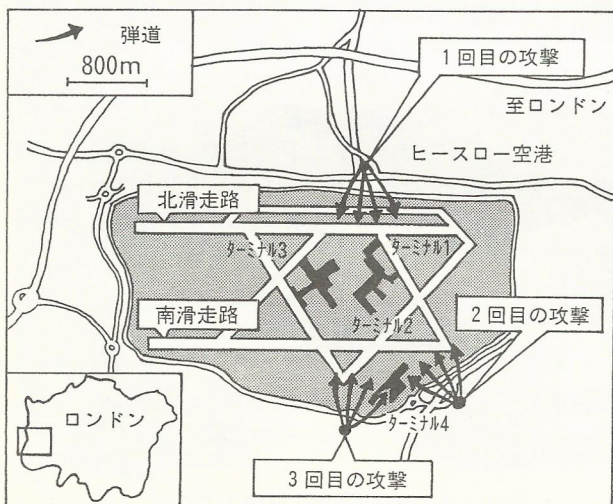 弾道
800m
1回目の攻撃
至ロンドン
ヒースロー空港
北滑走路
ターミナル3
ターミナル1
南滑走路
ターミナル2
2回目の攻撃
ロンドン
ターミナル4
3回目の攻撃